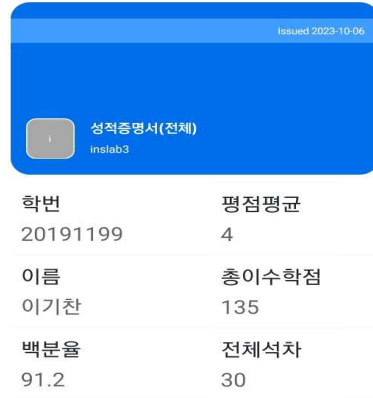 Issued 2023-10-06
i
성적증명서(전체)
inslab3
학번 평점평균
20191199 4
이름 총이수학점
이기찬 135
백분율 전체석차
91.2 30